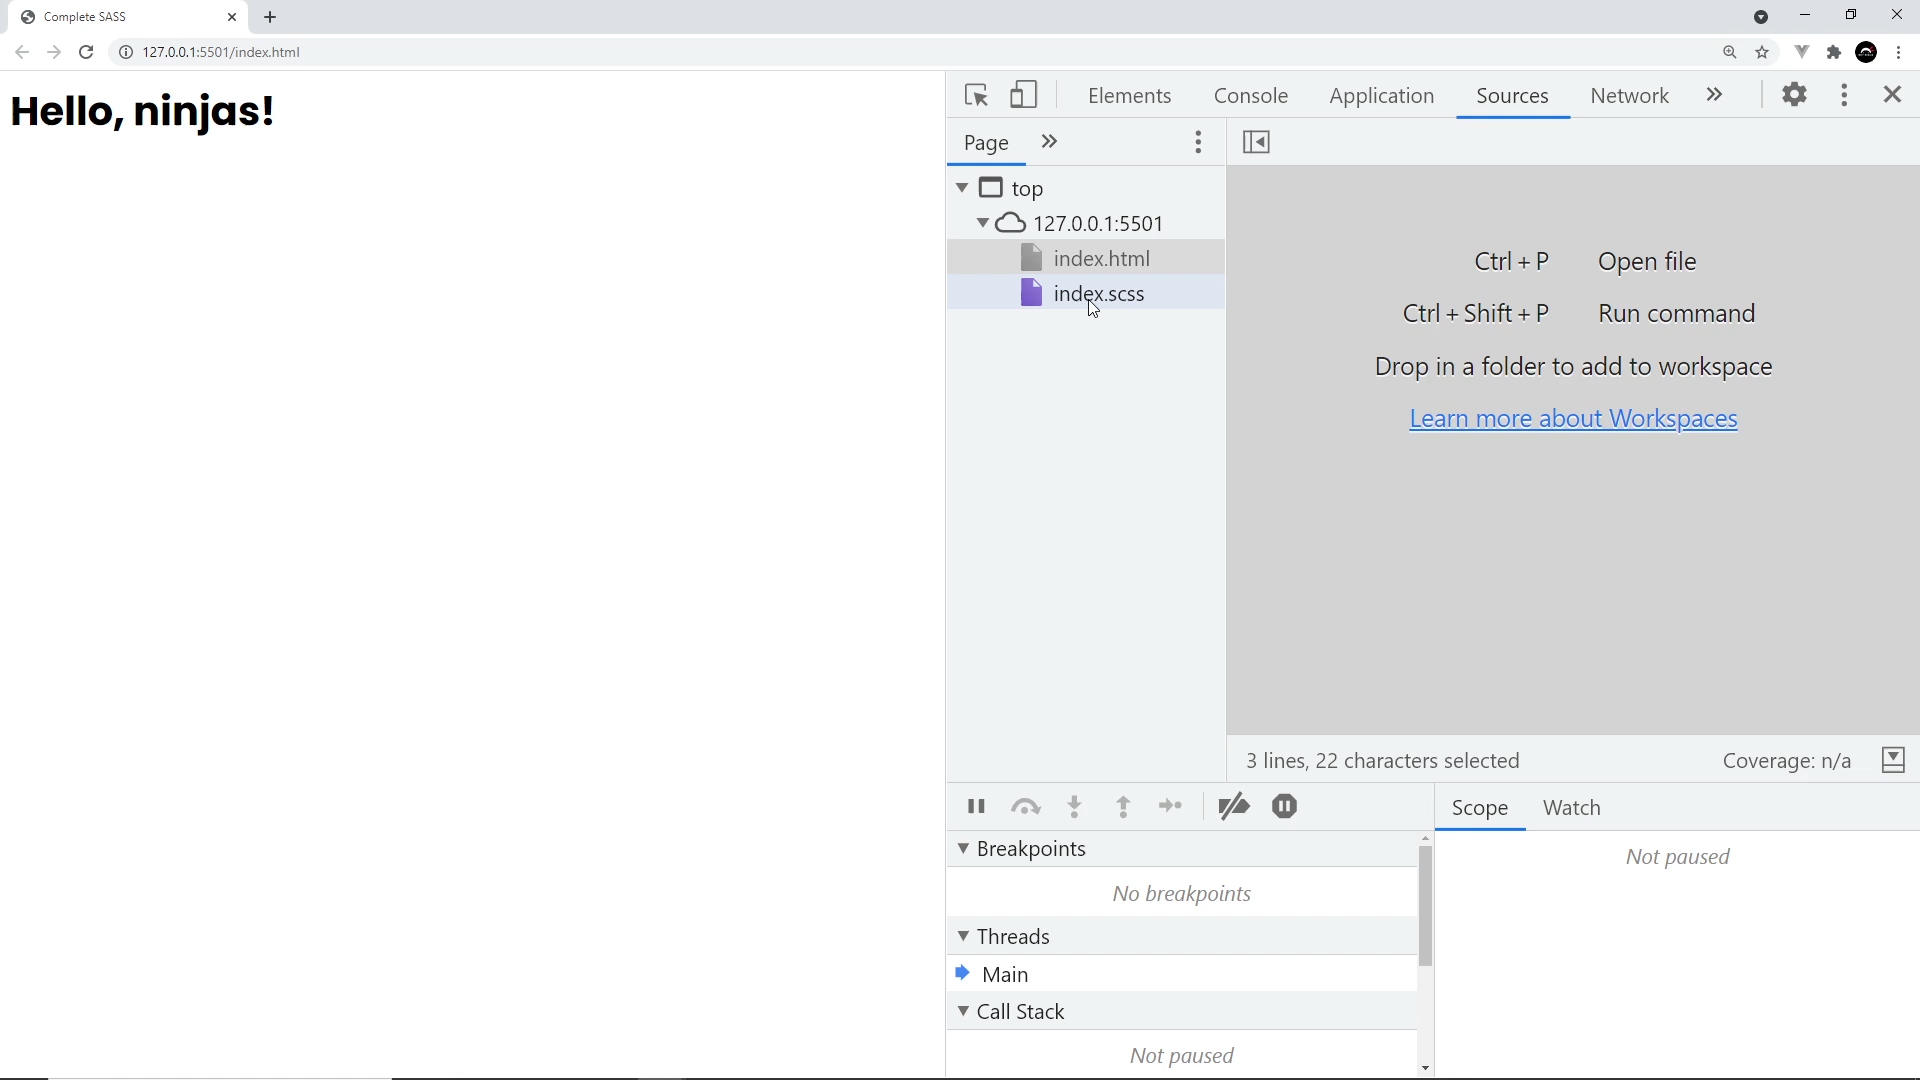 Complete SASS
127.0.0.1:5501/index.html
Hello, ninjas!
Elements Console Application Sources Network
Page
top
127.0.0.1:5501
index.html
index.scss
Ctrl + P Open file
Ctrl + Shift + P Run command
Drop in a folder to add to workspace
Learn more about Workspaces
3 lines, 22 characters selected Coverage: n/a
Scope Watch
Breakpoints
Not paused
No breakpoints
Threads
Main
Call Stack
Not paused